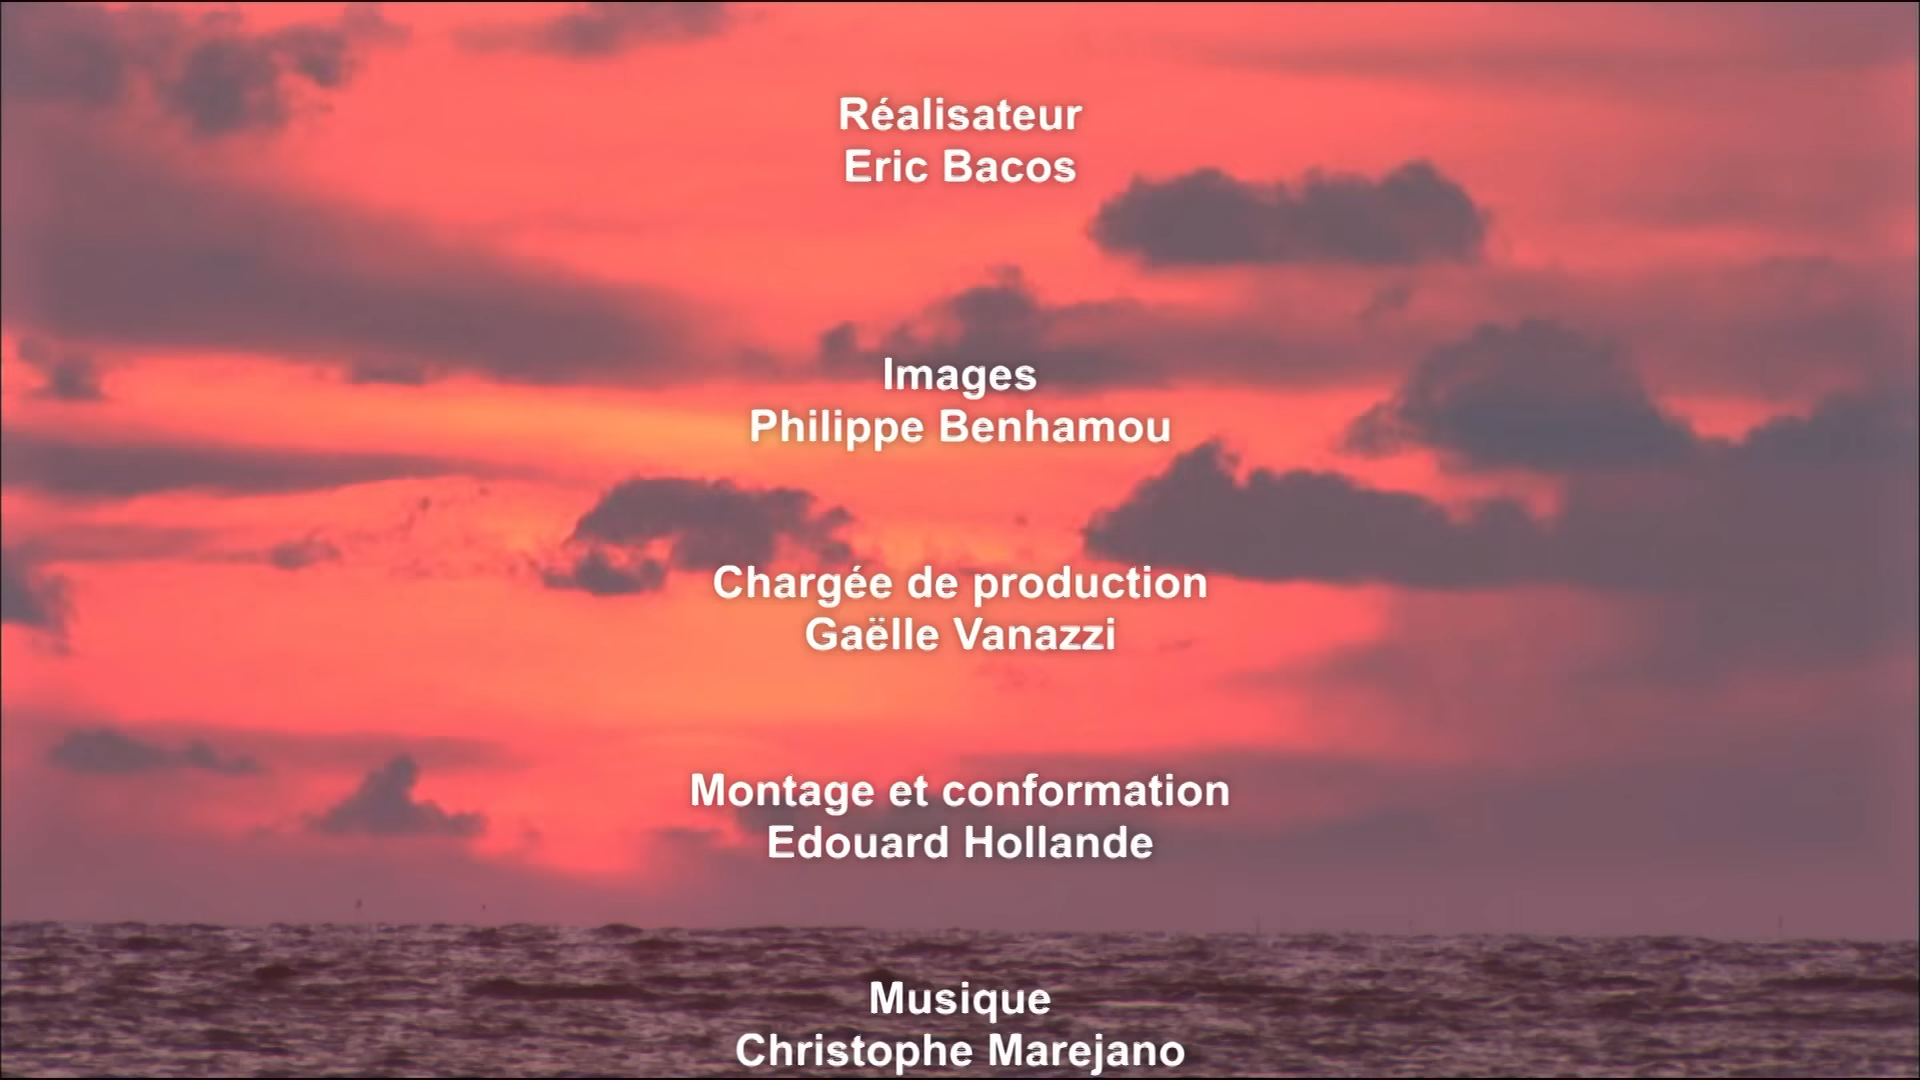 Réalisateur
Eric Bacos
Images
Philippe Benhamou
Chargée de production
Gaëlle Vanazzi
Montage et conformation
Edouard Hollande
Musique
Christophe Marejano